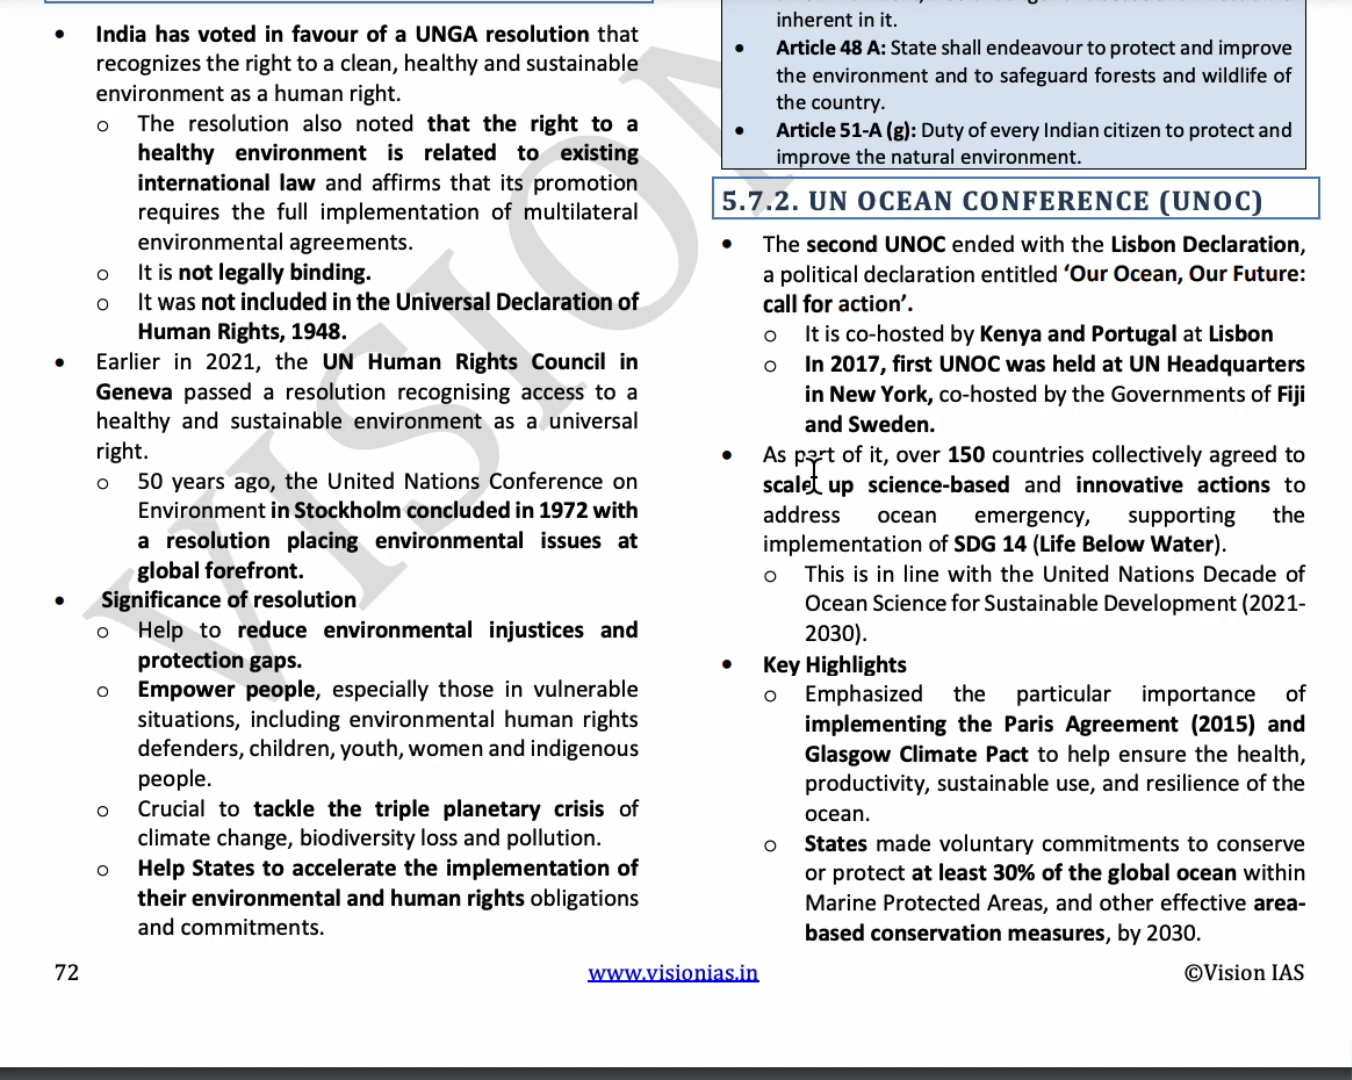 India has voted in favour of a UNGA resolution that
recognizes the right to a clean, healthy and sustainable
environment as a human right.
The resolution also noted that the right to a
healthy environment is related to existing
international law and affirms that its promotion
requires the full implementation of multilateral
environmental agreements.
It is not legally binding.
It was not included in the Universal Declaration of
Human Rights, 1948.
Earlier in 2021, the UN Human Rights Council in
Geneva passed a resolution recognising access to a
healthy and sustainable environment as a universal
right.
50 years ago, the United Nations Conference on
Environment in Stockholm concluded in 1972 with
a resolution placing environmental issues at
global forefront.
Significance of resolution
Help to reduce environmental injustices and
protection gaps.
Empower people, especially those in vulnerable
situations, including environmental human rights
defenders, children, youth, women and indigenous
people.
Crucial to tackle the triple planetary crisis of
climate change, biodiversity loss and pollution.
Help States to accelerate the implementation of
their environmental and human rights obligations
and commitments.
inherent in it.
Article 48 A: State shall endeavour to protect and improve
the environment and to safeguard forests and wildlife of
the country.
Article 51-A (g): Duty of every Indian citizen to protect and
improve the natural environment.
5.7.2. UN OCEAN CONFERENCE (UNOC)
The second UNOC ended with the Lisbon Declaration,
a political declaration entitled ‘Our Ocean, Our Future:
call for action’.
It is co-hosted by Kenya and Portugal at Lisbon
In 2017, first UNOC was held at UN Headquarters
in New York, co-hosted by the Governments of Fiji
and Sweden.
As part of it, over 150 countries collectively agreed to
scale up science-based and innovative actions to
address ocean emergency, supporting the
implementation of SDG 14 (Life Below Water).
This is in line with the United Nations Decade of
Ocean Science for Sustainable Development (2021-
2030).
Key Highlights
Emphasized the particular importance of
implementing the Paris Agreement (2015) and
Glasgow Climate Pact to help ensure the health,
productivity, sustainable use, and resilience of the
ocean.
States made voluntary commitments to conserve
or protect at least 30% of the global ocean within
Marine Protected Areas, and other effective area-
based conservation measures, by 2030.
72
www.visionias.in
©Vision IAS
VISION